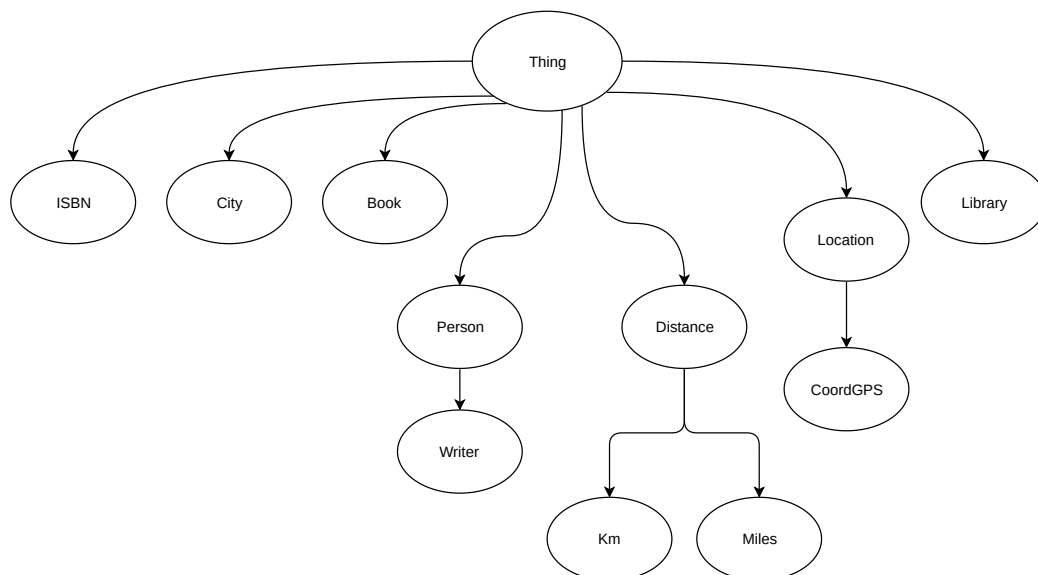 Thing
ISBN
City
Book
Library
Location
Person
Distance
CoordGPS
Writer
Km
Miles